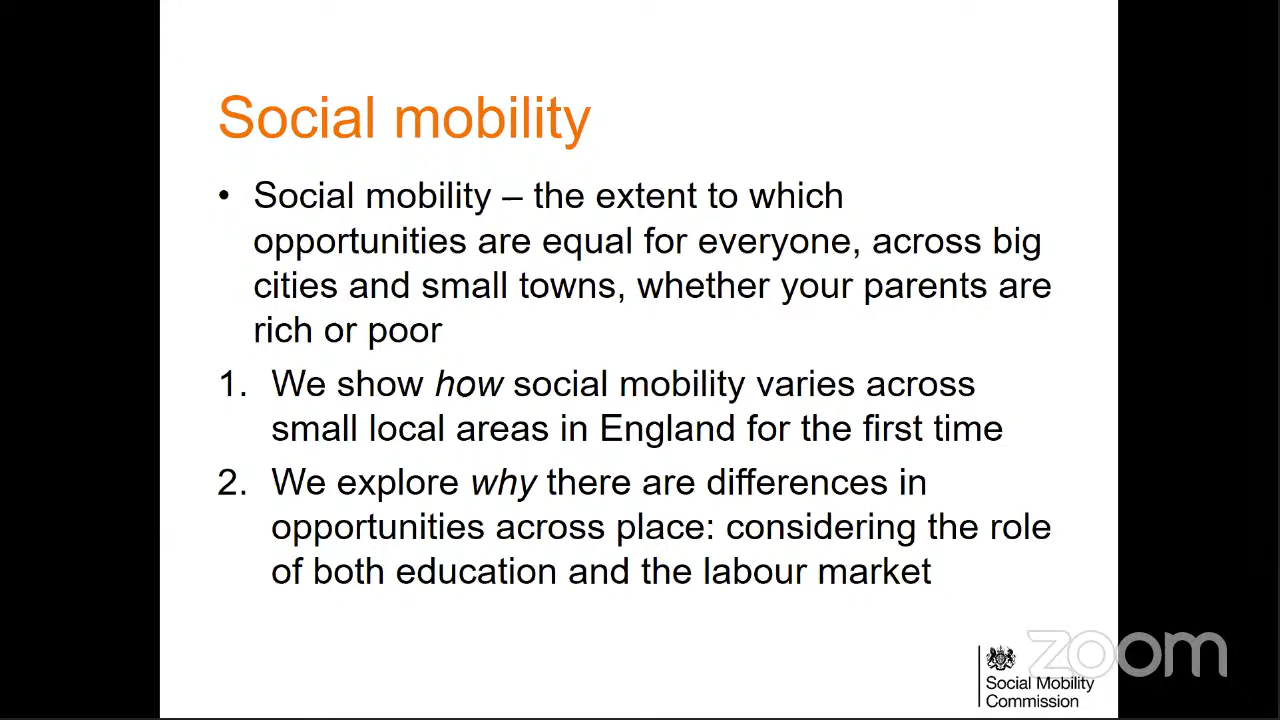 Social mobility
• Social mobility – the extent to which
opportunities are equal for everyone, across big
cities and small towns, whether your parents are
rich or poor
1. We show how social mobility varies across
small local areas in England for the first time
2. We explore why there are differences in
opportunities across place: considering the role
of both education and the labour market
zoom
Social Mobility
Commission